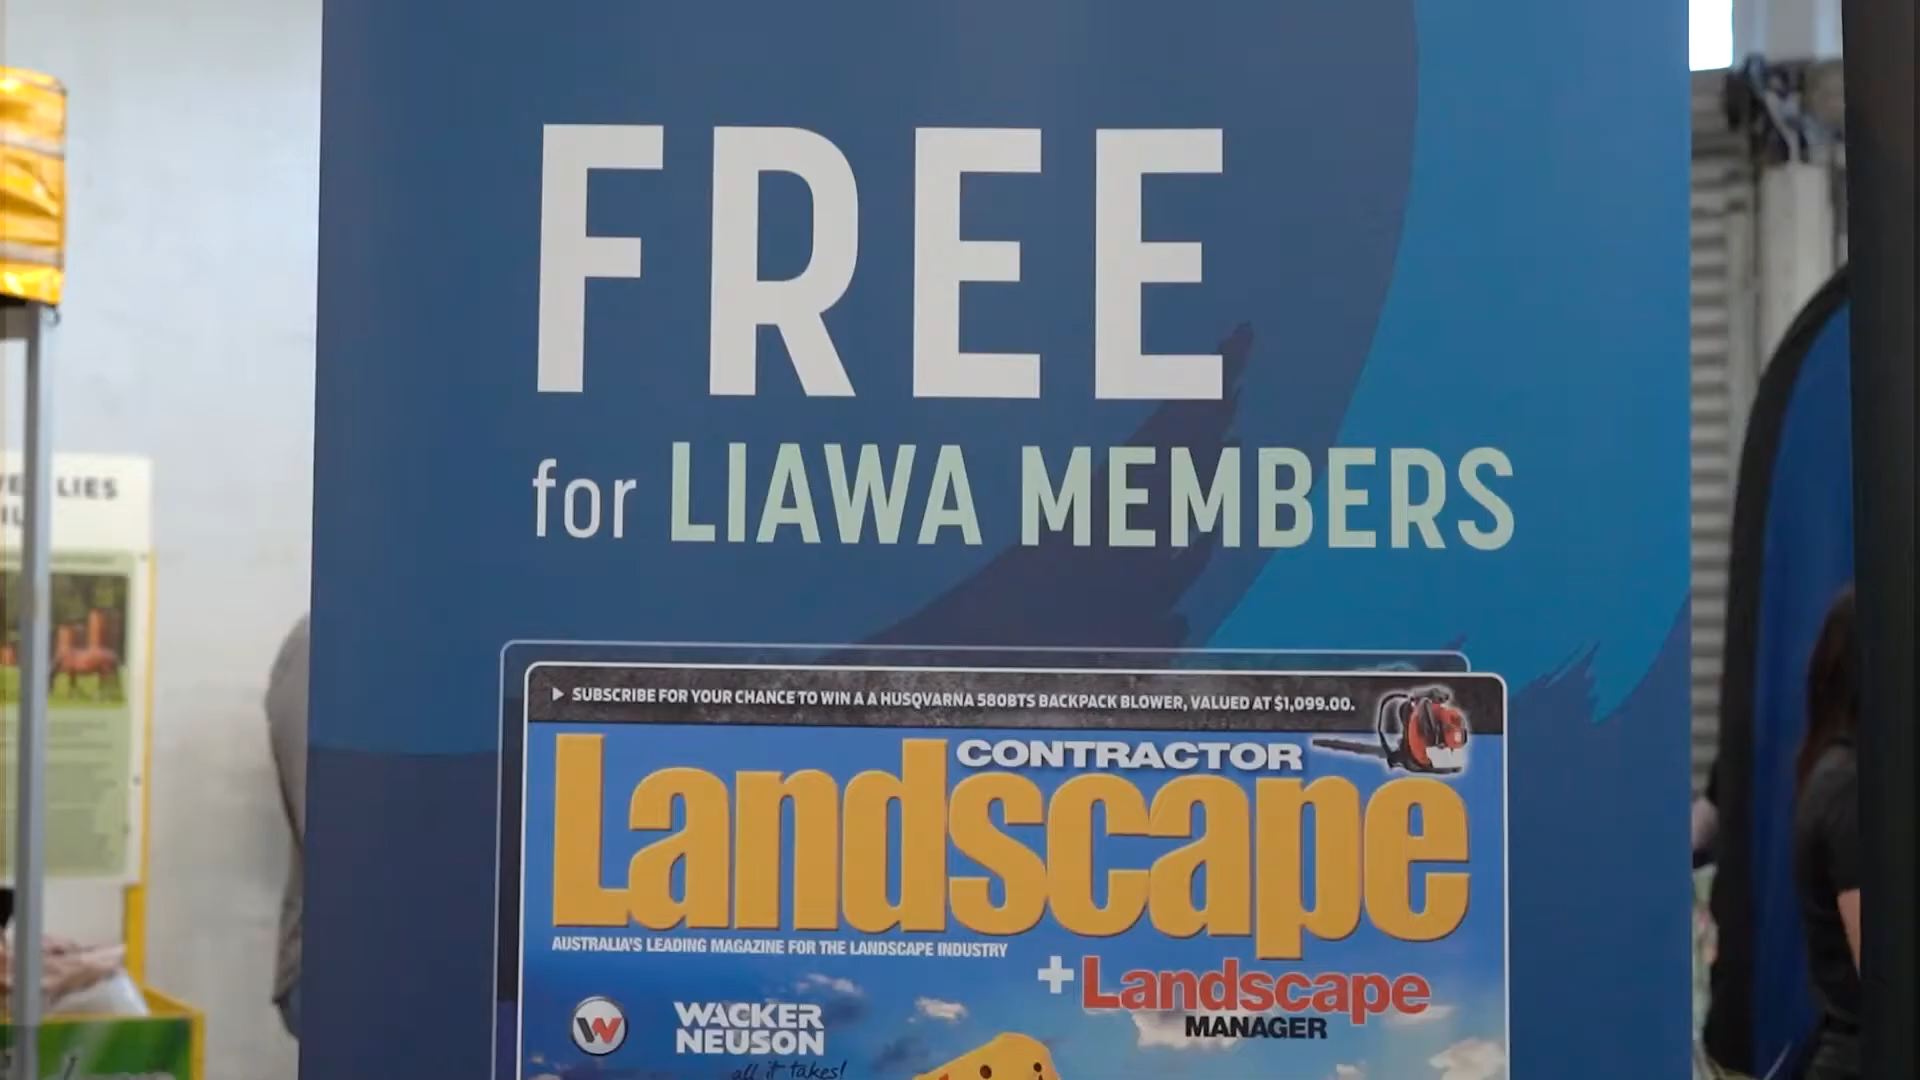 FREE
for LIAWA MEMBERS
▶ SUBSCRIBE FOR YOUR CHANCE TO WIN A A HUSQVARNA 580BTS BACKPACK BLOWER, VALUED AT $1,099.00.
CONTRACTOR
Landscape
AUSTRALIA'S LEADING MAGAZINE FOR THE LANDSCAPE INDUSTRY
+Landscape
MANAGER
W WACKER
NEUSON
all it takes!
LIES